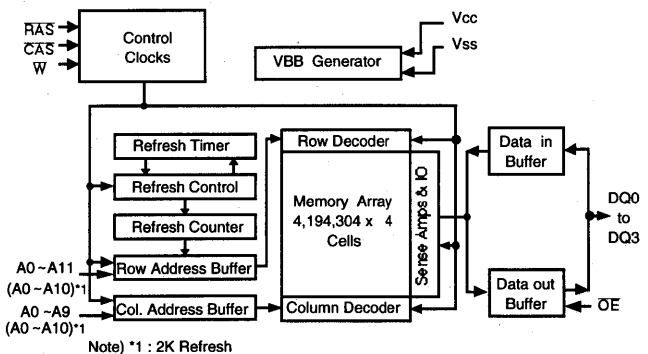 RAS
CAS
W
Control
Clocks
VBB Generator
Vcc
Vss
Refresh Timer
Refresh Control
Refresh Counter
Row Address Buffer
Col. Address Buffer
A0 ~A11
(A0 ~A10)*1
A0 ~A9
(A0 ~A10)*1
Row Decoder
Memory Array
4,194,304 x 4
Cells
Column Decoder
Sense Amps & IO
Data in
Buffer
Data out
Buffer
DQ0
to
DQ3
OE
Note) *1 : 2K Refresh